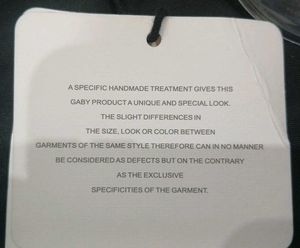 A SPECIFIC HANDMADE TREATMENT GIVES THIS
GABY PRODUCT A UNIQUE AND SPECIAL LOOK.
THE SLIGHT DIFFERENCES IN
THE SIZE, LOOK OR COLOR BETWEEN
GARMENTS OF THE SAME STYLE THEREFORE CAN IN NO MANNER
BE CONSIDERED AS DEFECTS BUT ON THE CONTRARY
AS THE EXCLUSIVE
SPECIFICITIES OF THE GARMENT.